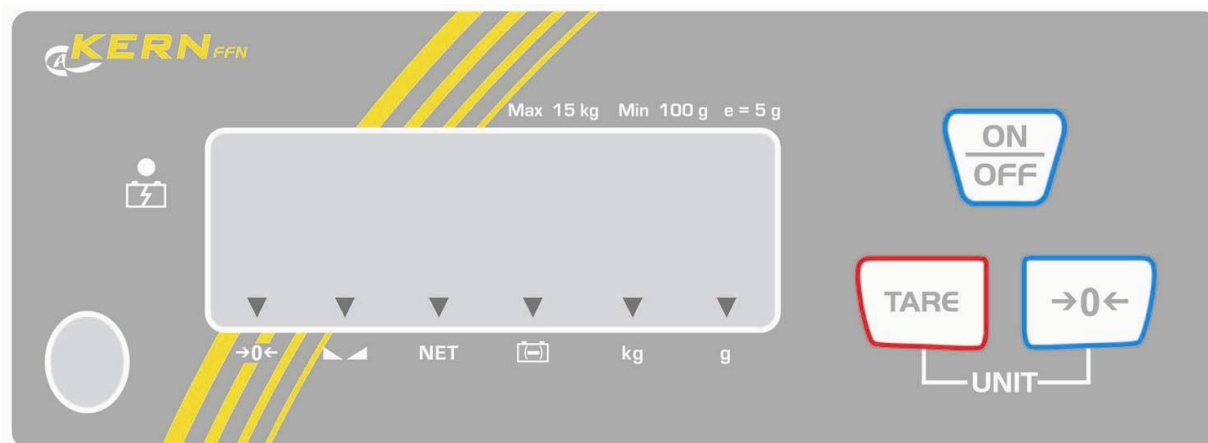 KERN FFN
Max 15 kg Min 100 g e = 5 g
ON
OFF
→0← NET kg g
TARE →0←
UNIT